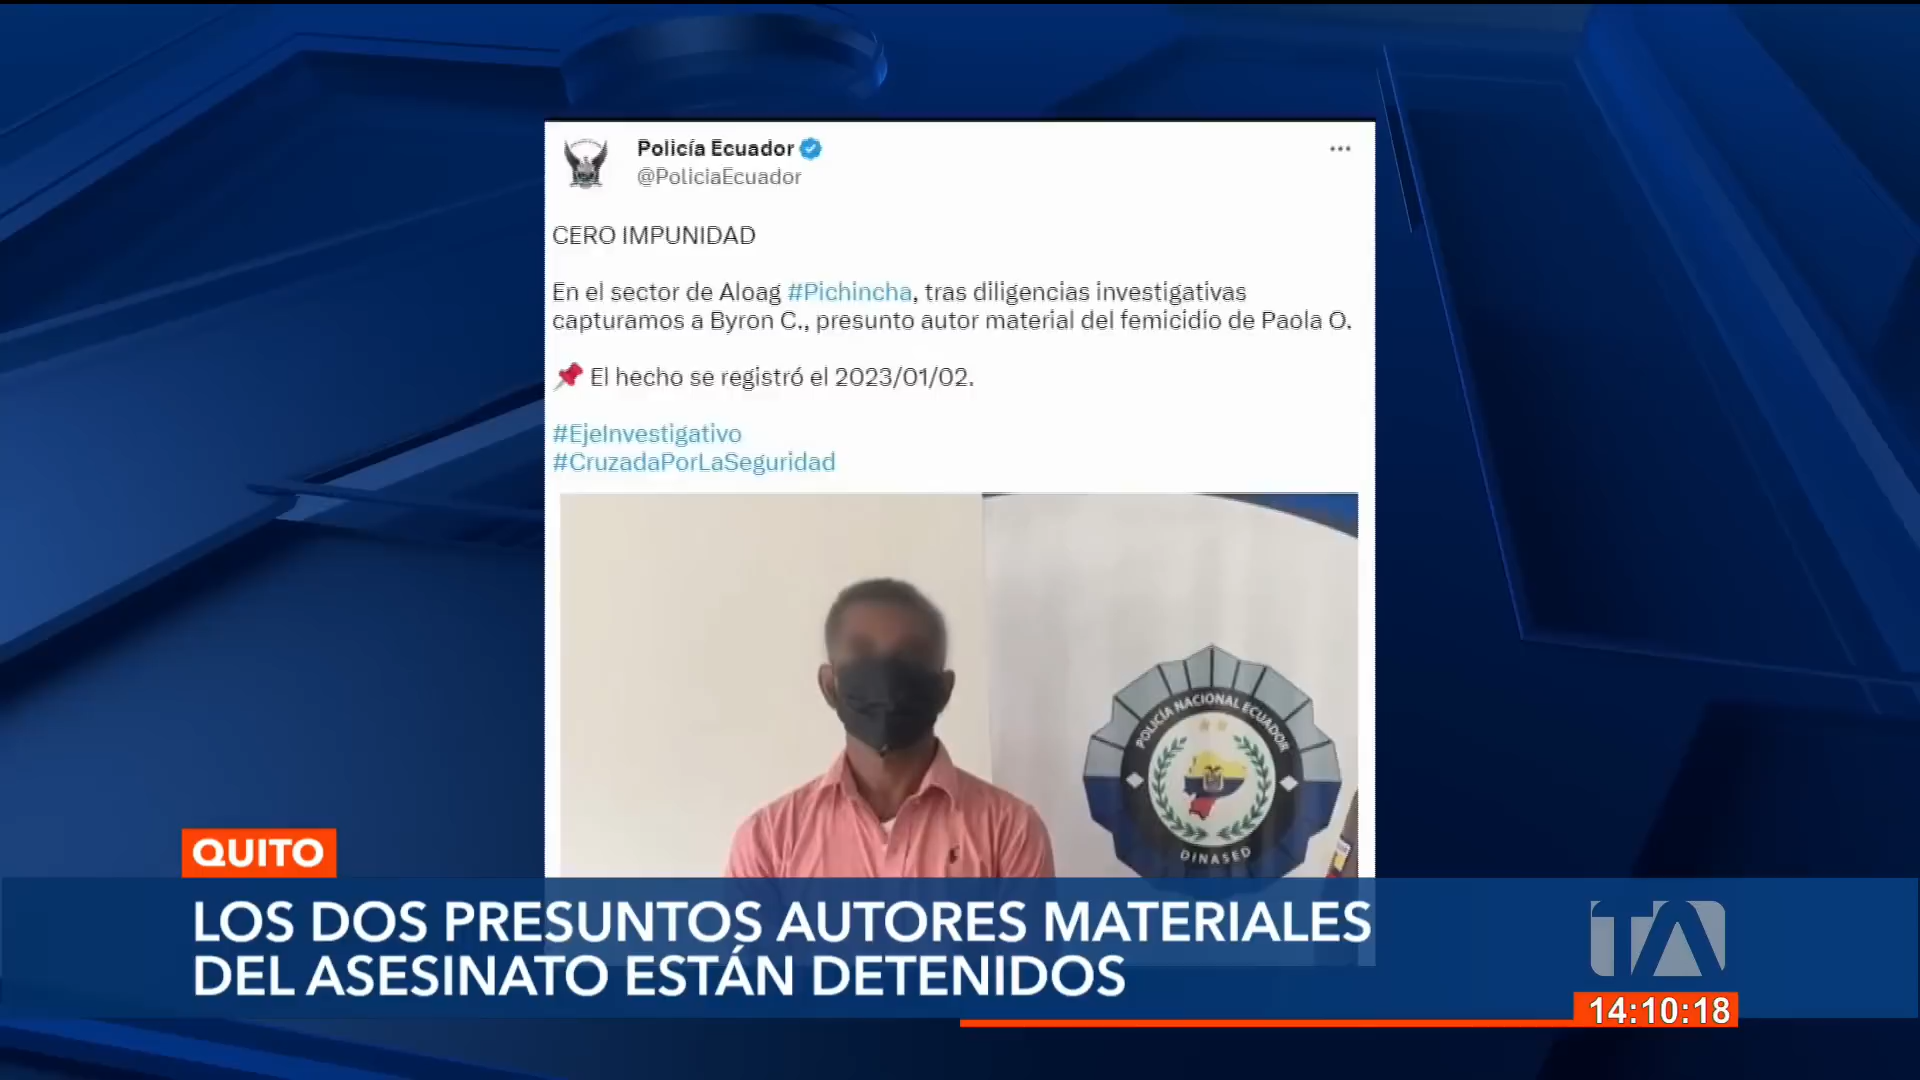 Policía Ecuador
@PoliciaEcuador
CERO IMPUNIDAD
En el sector de Aloag #Pichincha, tras diligencias investigativas
capturamos a Byron C., presunto autor material del femicidio de Paola O.
El hecho se registró el 2023/01/02.
#EjeInvestigativo
#CruzadaPorLaSeguridad
POLICÍA NACIONAL ECUADOR
DINASED
QUITO
LOS DOS PRESUNTOS AUTORES MATERIALES
DEL ASESINATO ESTÁN DETENIDOS
TA
14:10:18